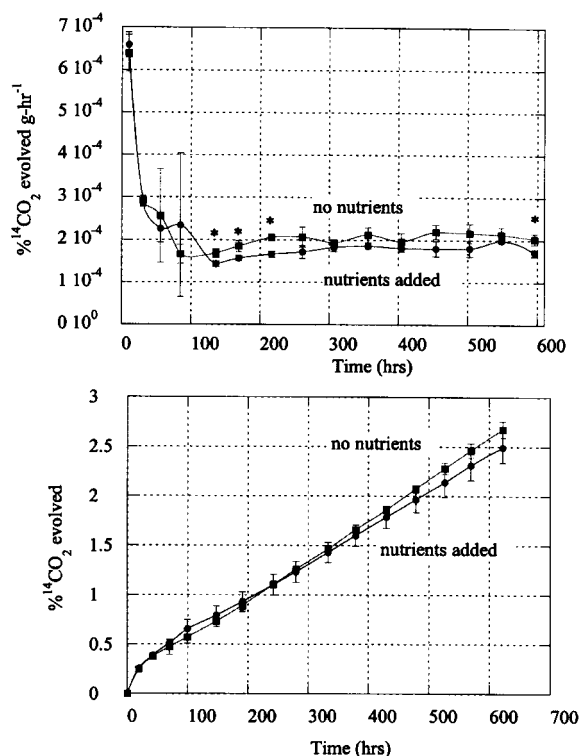 7 10⁻⁴
6 10⁻⁴
5 10⁻⁴
4 10⁻⁴
3 10⁻⁴
2 10⁻⁴
1 10⁻⁴
0 10⁰
%¹⁴CO₂ evolved g-hr⁻¹
* * * *
no nutrients
nutrients added
0 100 200 300 400 500 600
Time (hrs)
3
2.5
2
1.5
1
0.5
0
%¹⁴CO₂ evolved
no nutrients
nutrients added
0 100 200 300 400 500 600 700
Time (hrs)